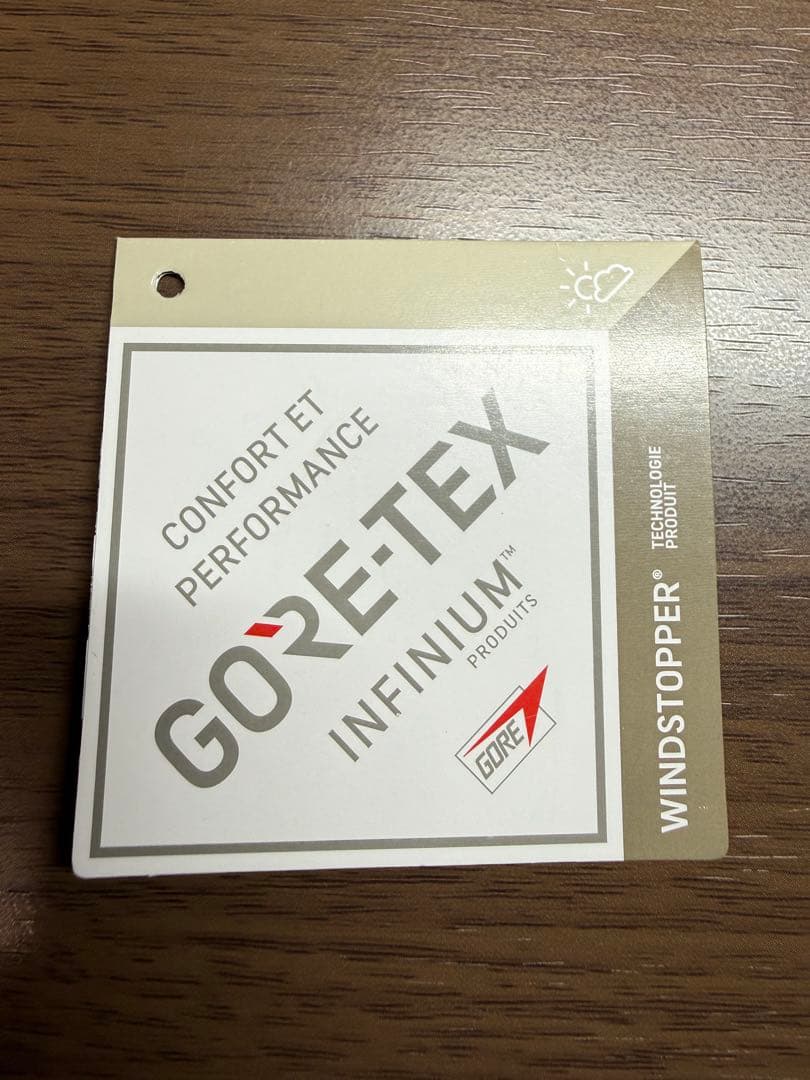 CONFORT ET
PERFORMANCE
GORE-TEX
INFINIUM™
PRODUITS
GORE
WINDSTOPPER®
TECHNOLOGIE
PRODUIT